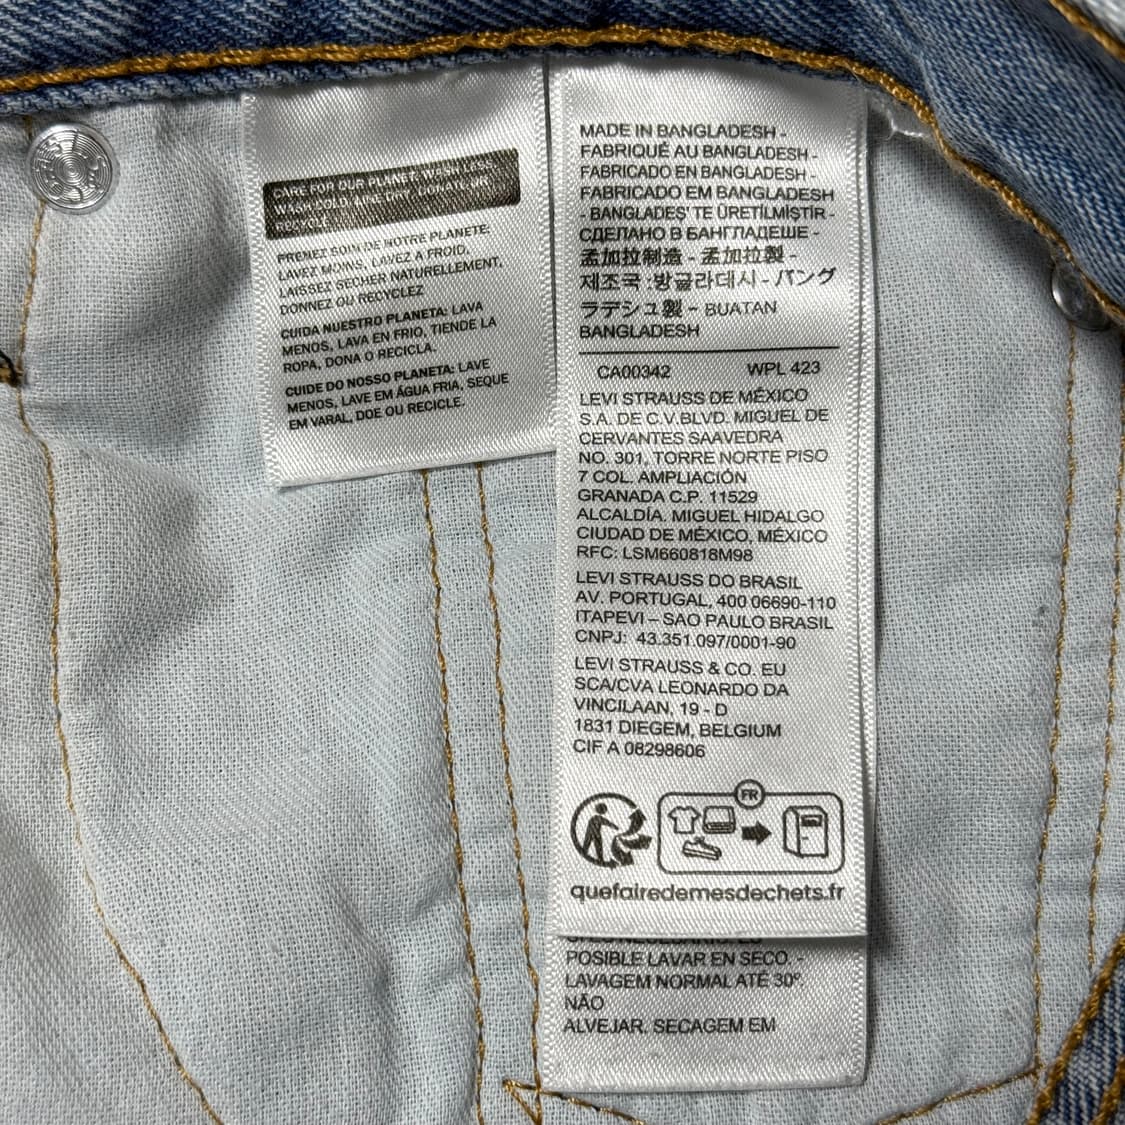 CARE FOR OUR PLANET: WASH LESS,
WASH COLD, LINE DRY, DONATE OR
RECYCLE.
PRENEZ SOIN DE NOTRE PLANETE:
LAVEZ MOINS, LAVEZ A FROID,
LAISSEZ SECHER NATURELLEMENT,
DONNEZ OU RECYCLEZ
CUIDA NUESTRO PLANETA: LAVA
MENOS, LAVA EN FRIO, TIENDE LA
ROPA, DONA O RECICLA.
CUIDE DO NOSSO PLANETA: LAVE
MENOS, LAVE EM ÁGUA FRIA, SEQUE
EM VARAL, DOE OU RECICLE.
MADE IN BANGLADESH -
FABRIQUÉ AU BANGLADESH -
FABRICADO EN BANGLADESH -
FABRICADO EM BANGLADESH
- BANGLADEŞ' TE ÜRETİLMİŞTİR -
СДЕЛАНО В БАНГЛАДЕШЕ -
孟加拉制造 - 孟加拉製 -
제조국 :방글라데시 - バング
ラデシュ製 - BUATAN
BANGLADESH
CA00342 WPL 423
LEVI STRAUSS DE MÉXICO
S.A. DE C.V.BLVD. MIGUEL DE
CERVANTES SAAVEDRA
NO. 301, TORRE NORTE PISO
7 COL. AMPLIACIÓN
GRANADA C.P. 11529
ALCALDÍA. MIGUEL HIDALGO
CIUDAD DE MÉXICO, MÉXICO
RFC: LSM660818M98
LEVI STRAUSS DO BRASIL
AV. PORTUGAL, 400 06690-110
ITAPEVI – SAO PAULO BRASIL
CNPJ: 43.351.097/0001-90
LEVI STRAUSS & CO. EU
SCA/CVA LEONARDO DA
VINCILAAN, 19 - D
1831 DIEGEM, BELGIUM
CIF A 08298606
FR
quefairedemesdechets.fr
POSIBLE LAVAR EN SECO. -
LAVAGEM NORMAL ATÉ 30º.
NÃO
ALVEJAR. SECAGEM EM